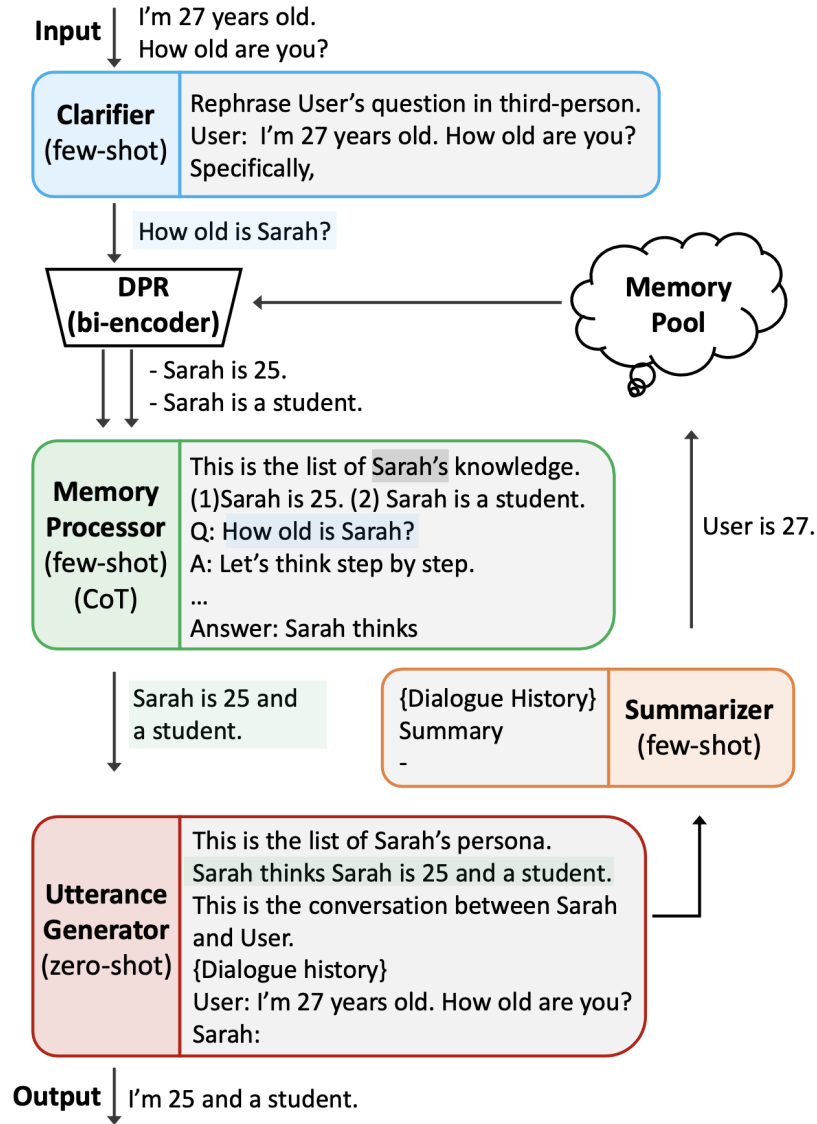 Input
I'm 27 years old.
How old are you?
Clarifier
(few-shot)
Rephrase User's question in third-person.
User:  I'm 27 years old. How old are you?
Specifically,
How old is Sarah?
DPR
(bi-encoder)
Memory
Pool
- Sarah is 25.
- Sarah is a student.
Memory
Processor
(few-shot)
(CoT)
This is the list of Sarah's knowledge.
(1)Sarah is 25. (2) Sarah is a student.
Q: How old is Sarah?
A: Let's think step by step.
...
Answer: Sarah thinks
User is 27.
Sarah is 25 and
a student.
{Dialogue History}
Summary
-
Summarizer
(few-shot)
Utterance
Generator
(zero-shot)
This is the list of Sarah's persona.
Sarah thinks Sarah is 25 and a student.
This is the conversation between Sarah
and User.
{Dialogue history}
User: I'm 27 years old. How old are you?
Sarah:
Output
I'm 25 and a student.